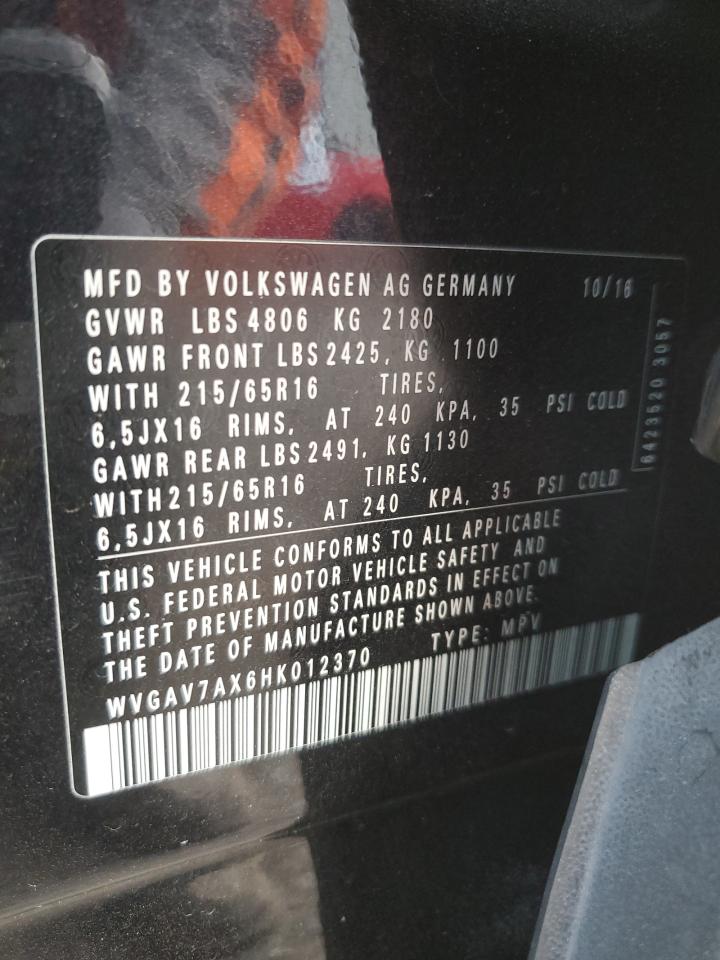 MFD BY VOLKSWAGEN AG GERMANY 10/16
GVWR LBS 4806 KG 2180
GAWR FRONT LBS 2425, KG 1100
WITH 215/65R16 TIRES,
6,5JX16 RIMS, AT 240 KPA, 35 PSI COLD
GAWR REAR LBS 2491, KG 1130
WITH 215/65R16 TIRES,
6,5JX16 RIMS, AT 240 KPA, 35 PSI COLD
THIS VEHICLE CONFORMS TO ALL APPLICABLE
U.S. FEDERAL MOTOR VEHICLE SAFETY AND
THEFT PREVENTION STANDARDS IN EFFECT ON
THE DATE OF MANUFACTURE SHOWN ABOVE.
WVGAV7AX6HK012370 TYPE: MPV
6423520 3057